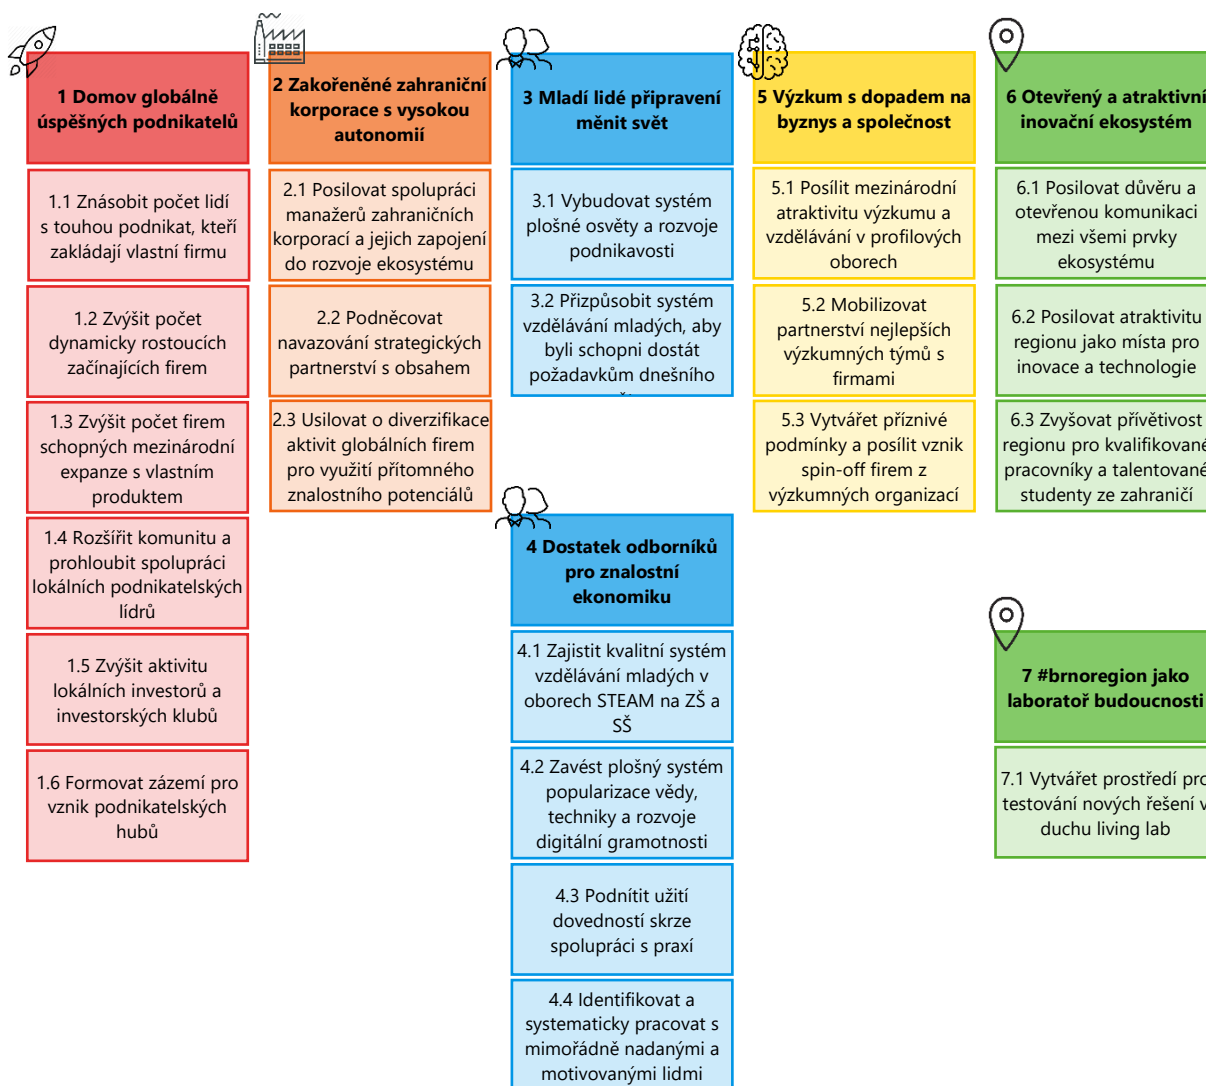 1 Domov globálně
úspěšných podnikatelů
1.1 Znásobit počet lidí
s touhou podnikat, kteří
zakládají vlastní firmu
1.2 Zvýšit počet
dynamicky rostoucích
začínajících firem
1.3 Zvýšit počet firem
schopných mezinárodní
expanze s vlastním
produktem
1.4 Rozšířit komunitu a
prohloubit spolupráci
lokálních podnikatelských
lídrů
1.5 Zvýšit aktivitu
lokálních investorů a
investorských klubů
1.6 Formovat zázemí pro
vznik podnikatelských
hubů
2 Zakořeněné zahraniční
korporace s vysokou
autonomií
2.1 Posilovat spolupráci
manažerů zahraničních
korporací a jejich zapojení
do rozvoje ekosystému
2.2 Podněcovat
navazování strategických
partnerství s obsahem
2.3 Usilovat o diverzifikace
aktivit globálních firem
pro využití přítomného
znalostního potenciálů
3 Mladí lidé připravení
měnit svět
3.1 Vybudovat systém
plošné osvěty a rozvoje
podnikavosti
3.2 Přizpůsobit systém
vzdělávání mladých, aby
byli schopni dostát
požadavkům dnešního
4 Dostatek odborníků
pro znalostní
ekonomiku
4.1 Zajistit kvalitní systém
vzdělávání mladých v
oborech STEAM na ZŠ a
SŠ
4.2 Zavést plošný systém
popularizace vědy,
techniky a rozvoje
digitální gramotnosti
4.3 Podnítit užití
dovedností skrze
spolupráci s praxí
4.4 Identifikovat a
systematicky pracovat s
mimořádně nadanými a
motivovanými lidmi
5 Výzkum s dopadem na
byznys a společnost
5.1 Posílit mezinárodní
atraktivitu výzkumu a
vzdělávání v profilových
oborech
5.2 Mobilizovat
partnerství nejlepších
výzkumných týmů s
firmami
5.3 Vytvářet příznivé
podmínky a posílit vznik
spin-off firem z
výzkumných organizací
6 Otevřený a atraktivní
inovační ekosystém
6.1 Posilovat důvěru a
otevřenou komunikaci
mezi všemi prvky
ekosystému
6.2 Posilovat atraktivitu
regionu jako místa pro
inovace a technologie
6.3 Zvyšovat přívětivost
regionu pro kvalifikované
pracovníky a talentované
studenty ze zahraničí
7 #brnoregion jako
laboratoř budoucnosti
7.1 Vytvářet prostředí pro
testování nových řešení v
duchu living lab